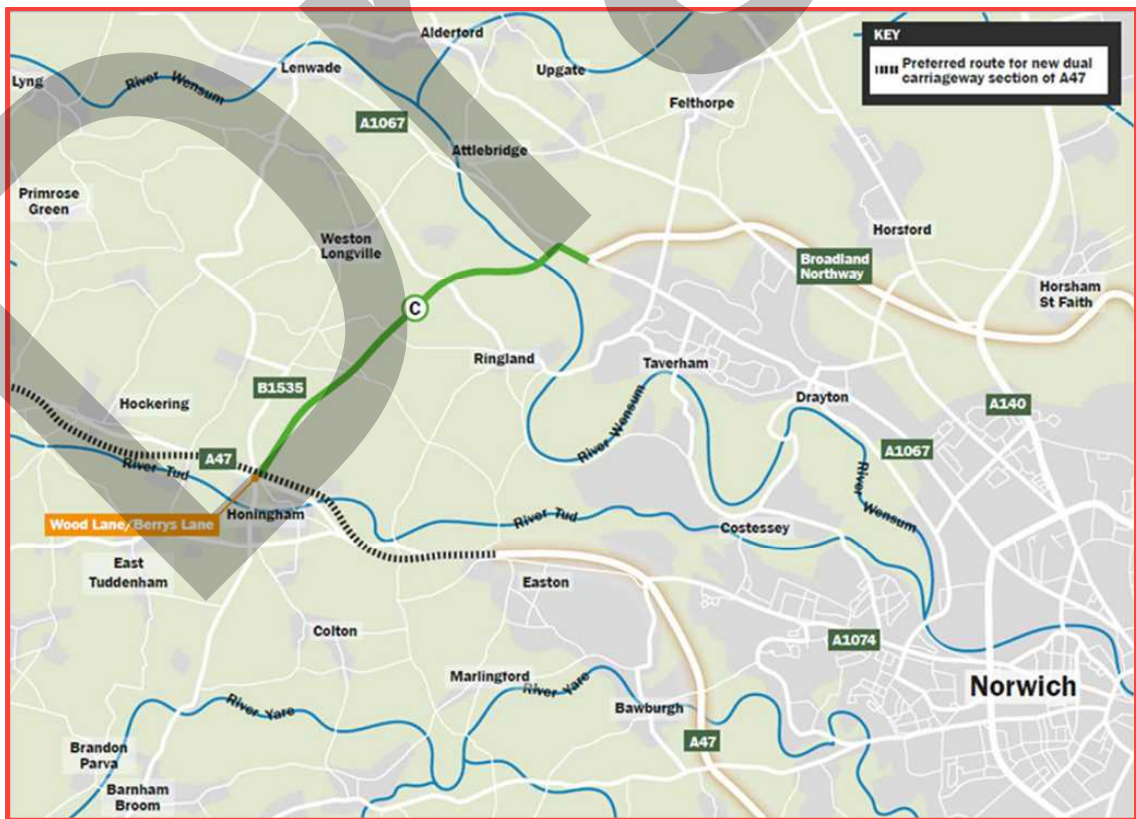 Alderford
KEY
Preferred route for new dual
carriageway section of A47
Lyng
River Wensum
Lenwade
Upgate
Felthorpe
A1067
Attlebridge
Primrose
Green
Weston
Longville
Horsford
Broadland
Northway
Horsham
St Faith
C
Ringland
Taverham
B1535
Hockering
Drayton
A140
River Wensum
A47
River Tud
A1067
River Wensum
Wood Lane/Berrys Lane
Honingham
River Tud
Costessey
East
Tuddenham
Easton
Colton
A1074
Marlingford
River Yare
Norwich
River Yare
Bawburgh
A47
Brandon
Parva
Barnham
Broom